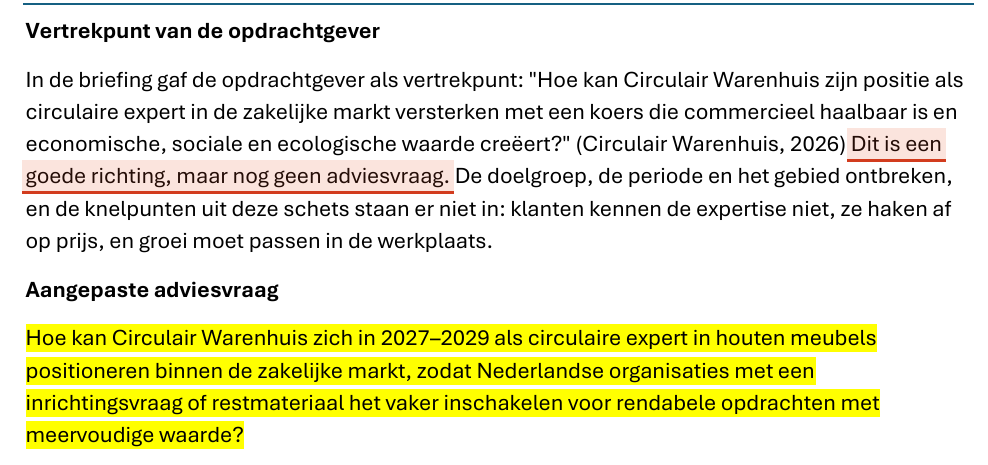 Vertrekpunt van de opdrachtgever
In de briefing gaf de opdrachtgever als vertrekpunt: "Hoe kan Circulair Warenhuis zijn positie als
circulaire expert in de zakelijke markt versterken met een koers die commercieel haalbaar is en
economische, sociale en ecologische waarde creëert?" (Circulair Warenhuis, 2026) Dit is een
goede richting, maar nog geen adviesvraag. De doelgroep, de periode en het gebied ontbreken,
en de knelpunten uit deze schets staan er niet in: klanten kennen de expertise niet, ze haken af
op prijs, en groei moet passen in de werkplaats.
Aangepaste adviesvraag
Hoe kan Circulair Warenhuis zich in 2027–2029 als circulaire expert in houten meubels
positioneren binnen de zakelijke markt, zodat Nederlandse organisaties met een
inrichtingsvraag of restmateriaal het vaker inschakelen voor rendabele opdrachten met
meervoudige waarde?